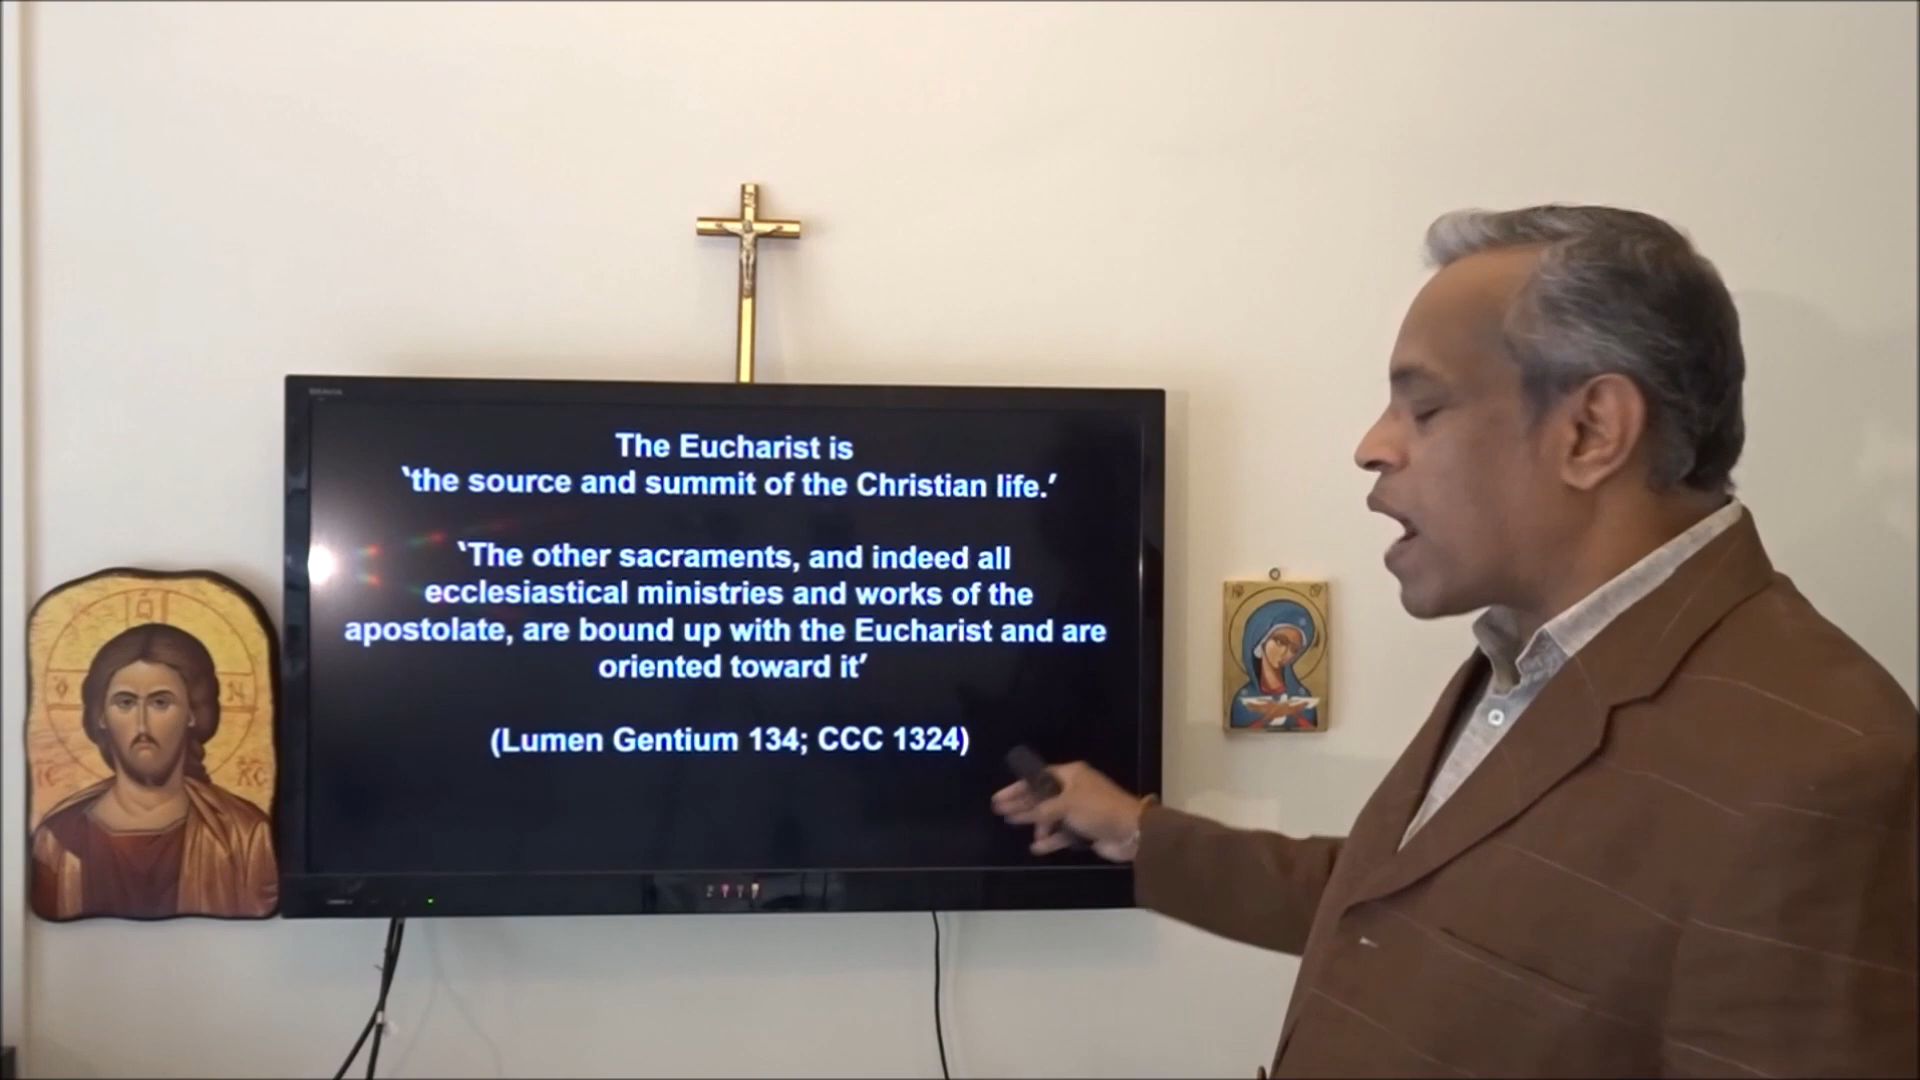 The Eucharist is
‘the source and summit of the Christian life.’
‘The other sacraments, and indeed all
ecclesiastical ministries and works of the
apostolate, are bound up with the Eucharist and are
oriented toward it’
(Lumen Gentium 134; CCC 1324)